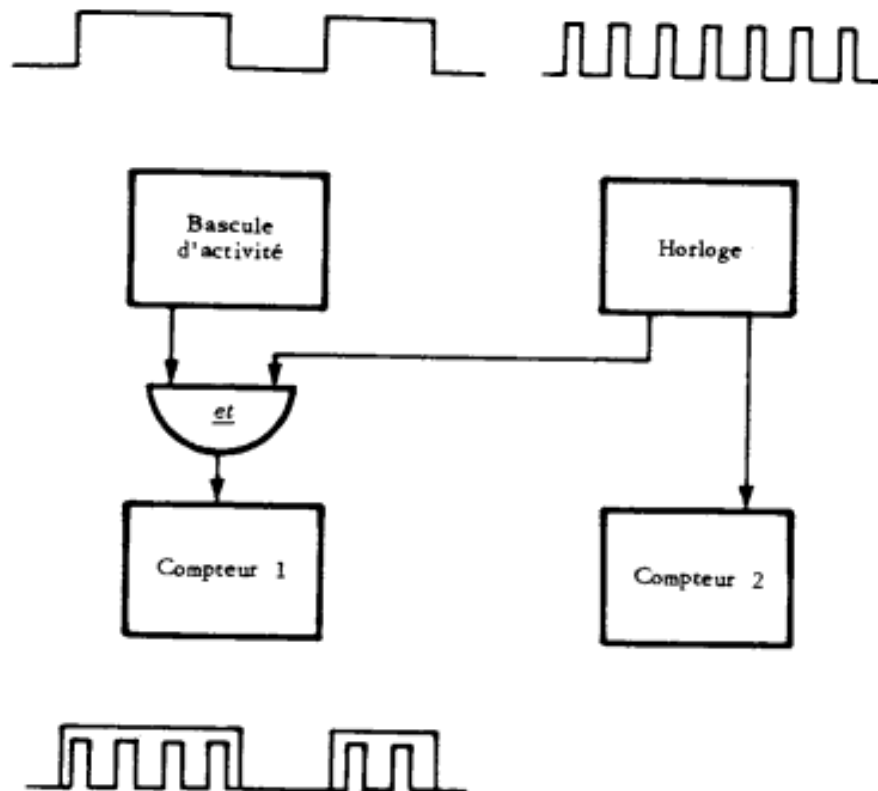 Bascule
d'activité
Horloge
et
Compteur 1
Compteur 2